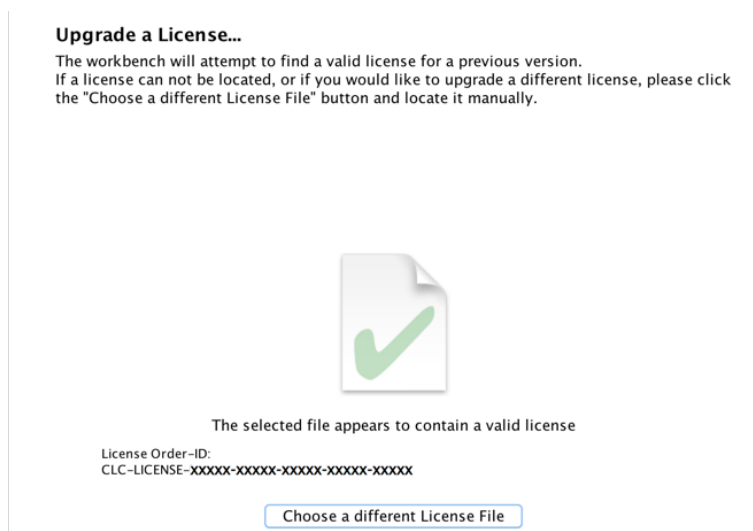 Upgrade a License...
The workbench will attempt to find a valid license for a previous version.
If a license can not be located, or if you would like to upgrade a different license, please click
the "Choose a different License File" button and locate it manually.
The selected file appears to contain a valid license
License Order-ID:
CLC-LICENSE-XXXXX-XXXXX-XXXXX-XXXXX-XXXXX
Choose a different License File